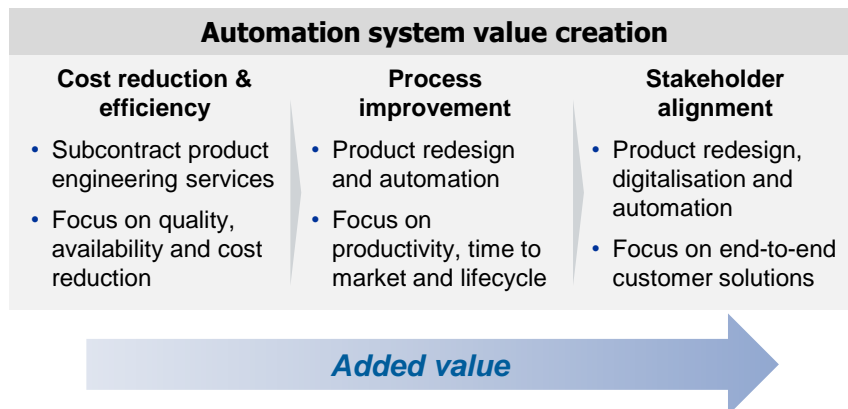 Automation system value creation
Cost reduction &
efficiency
• Subcontract product
engineering services
• Focus on quality,
availability and cost
reduction
Process
improvement
• Product redesign
and automation
• Focus on
productivity, time to
market and lifecycle
Stakeholder
alignment
• Product redesign,
digitalisation and
automation
• Focus on end-to-end
customer solutions
Added value